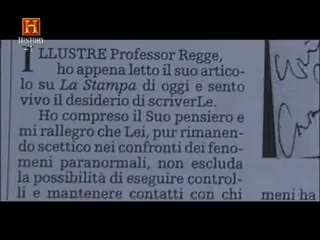 HISTORY
ILLUSTRE Professor Regge,
ho appena letto il suo artico-
lo su La Stampa di oggi e sento
vivo il desiderio di scriverLe.
Ho compreso il Suo pensiero e
mi rallegro che Lei, pur rimanen-
do scettico nei confronti dei feno-
meni paranormali, non escluda
la possibilità di eseguire control-
li e mantenere contatti con chi
meni ha